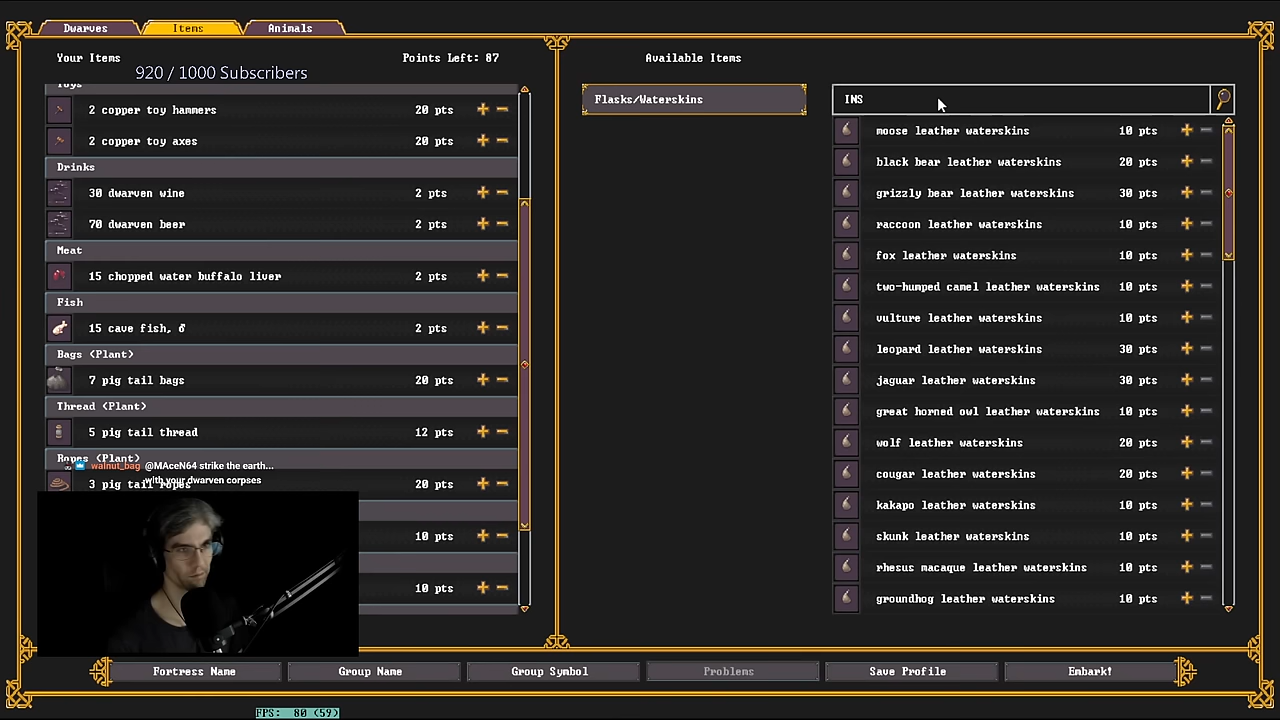 Dwarves Items Animals
Your Items Points Left: 87
920 / 1000 Subscribers
Toys
2 copper toy hammers 20 pts
2 copper toy axes 20 pts
Drinks
30 dwarven wine 2 pts
70 dwarven beer 2 pts
Meat
15 chopped water buffalo liver 2 pts
Fish
15 cave fish, ♂ 2 pts
Bags (Plant)
7 pig tail bags 20 pts
Thread (Plant)
5 pig tail thread 12 pts
Ropes (Plant)
walnut_bag @MAceN64 strike the earth...
with your dwarven corpses
3 pig tail ropes 20 pts
10 pts
10 pts
Available Items
Flasks/Waterskins
INS
moose leather waterskins 10 pts
black bear leather waterskins 20 pts
grizzly bear leather waterskins 30 pts
raccoon leather waterskins 10 pts
fox leather waterskins 10 pts
two-humped camel leather waterskins 10 pts
vulture leather waterskins 10 pts
leopard leather waterskins 30 pts
jaguar leather waterskins 30 pts
great horned owl leather waterskins 10 pts
wolf leather waterskins 20 pts
cougar leather waterskins 20 pts
kakapo leather waterskins 10 pts
skunk leather waterskins 10 pts
rhesus macaque leather waterskins 10 pts
groundhog leather waterskins 10 pts
Fortress Name Group Name Group Symbol Problems Save Profile Embark!
FPS: 80 (59)